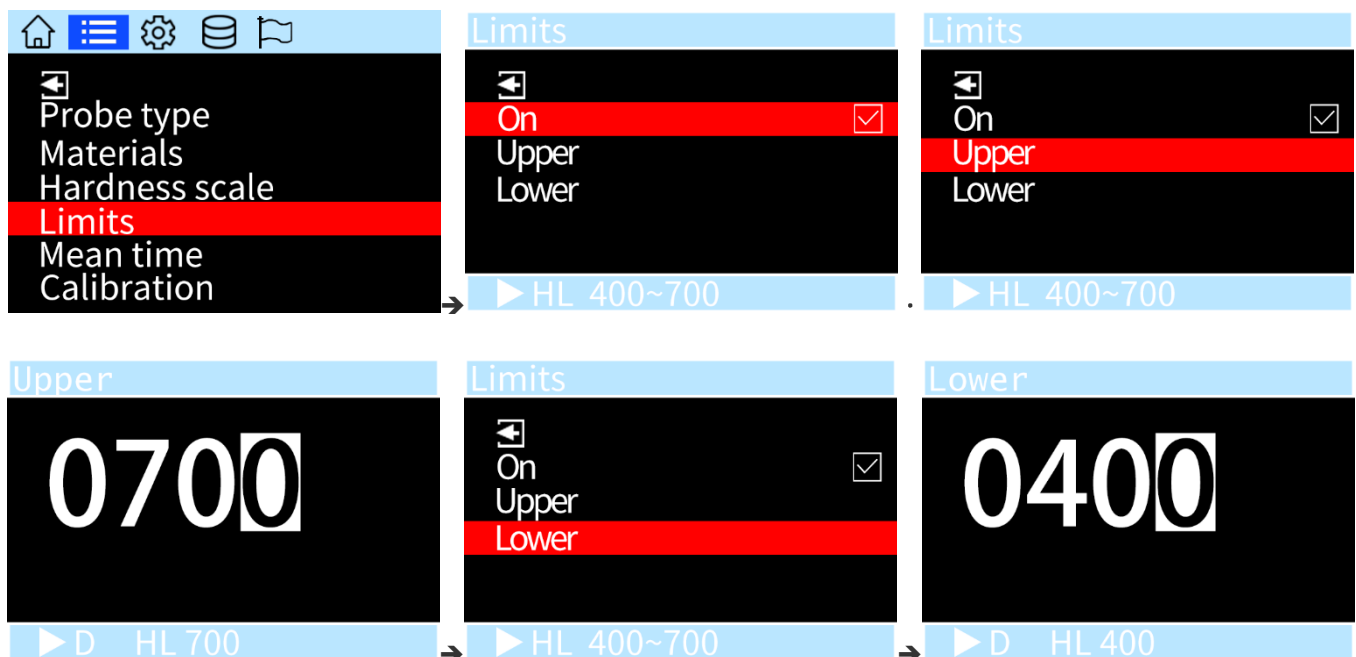 Probe type
Materials
Hardness scale
Limits
Mean time
Calibration
➔
Limits
On
Upper
Lower
▶HL 400~700
.
Limits
On
Upper
Lower
▶HL 400~700
Upper
0700
▶D HL 700
➔
Limits
On
Upper
Lower
▶HL 400~700
➔
Lower
0400
▶D HL 400